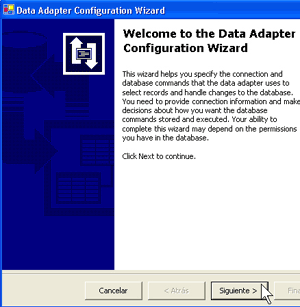 Data Adapter Configuration Wizard
Welcome to the Data Adapter
Configuration Wizard
This wizard helps you specify the connection and
database commands that the data adapter uses to
select records and handle changes to the database.
You need to provide connection information and make
decisions about how you want the database
commands stored and executed. Your ability to
complete this wizard may depend on the permissions
you have in the database.
Click Next to continue.
Cancelar
< Atrás
Siguiente >
Fina